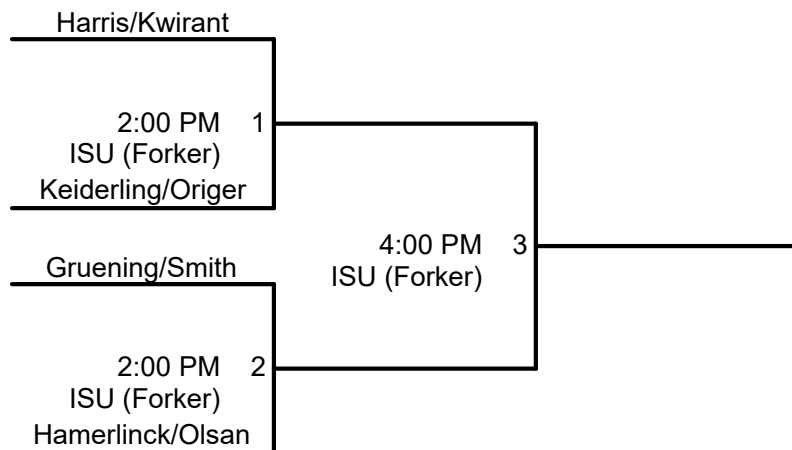 Harris/Kwirant
2:00 PM 1
ISU (Forker)
Keiderling/Origer
4:00 PM 3
ISU (Forker)
Gruening/Smith
2:00 PM 2
ISU (Forker)
Hamerlinck/Olsan